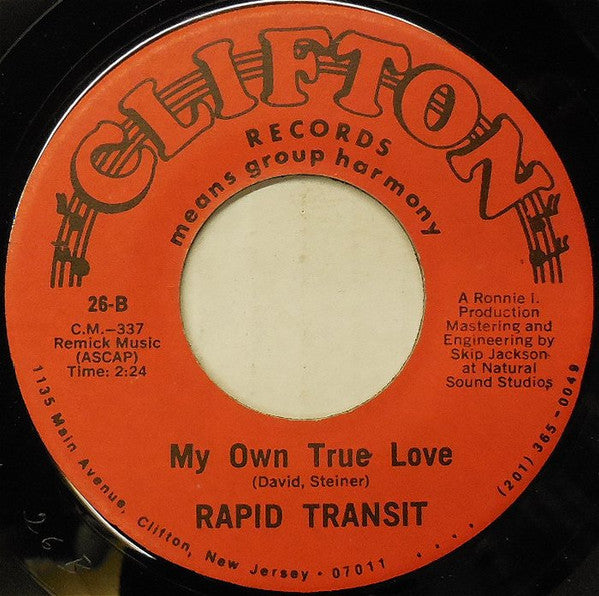 CLIFTON
RECORDS
means group harmony
26-B
C.M.-337
Remick Music
(ASCAP)
Time: 2:24
A Ronnie I.
Production
Mastering and
Engineering by
Skip Jackson
at Natural
Sound Studios
My Own True Love
(David, Steiner)
RAPID TRANSIT
1135 Main Avenue, Clifton, New Jersey · 07011 .... (201) 365-0049